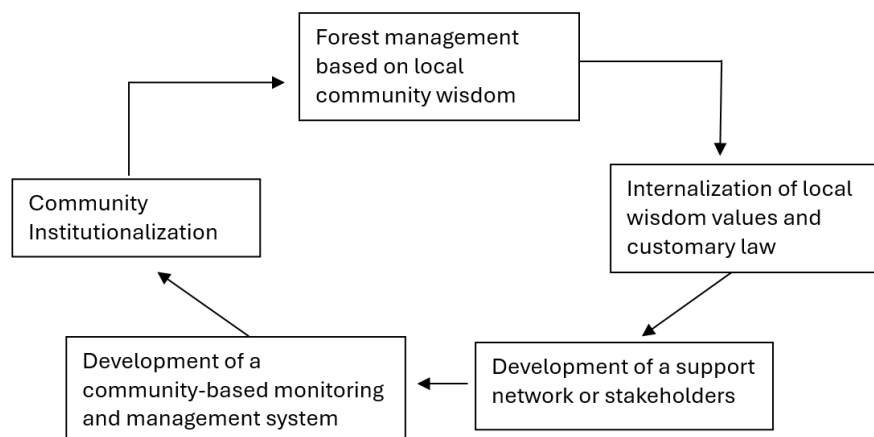 Forest management
based on local
community wisdom
Internalization of local
wisdom values and
customary law
Development of a support
network or stakeholders
Development of a
community-based monitoring
and management system
Community
Institutionalization